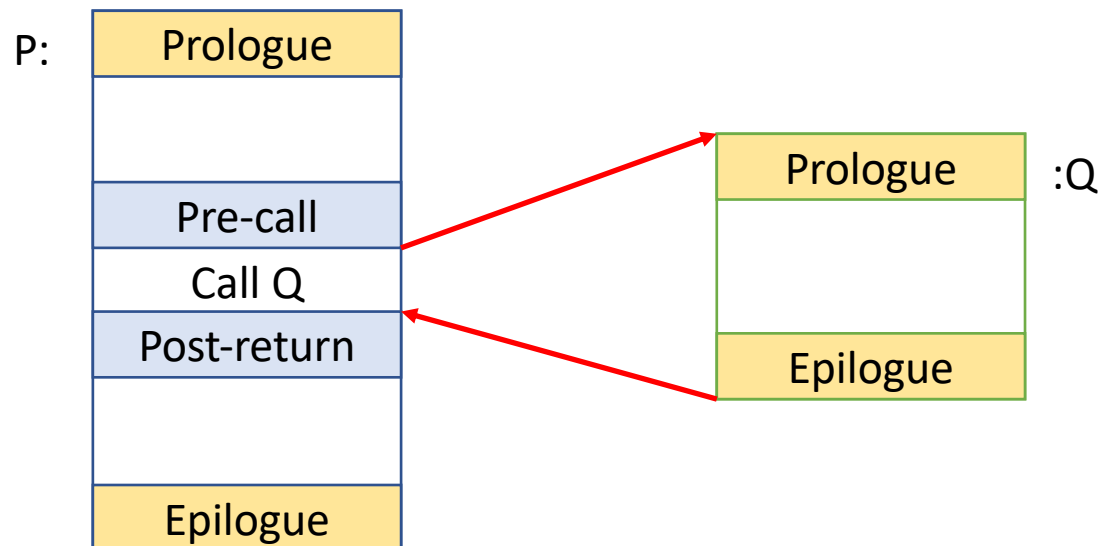 P:
Prologue
Pre-call
Call Q
Post-return
Epilogue
Prologue
:Q
Epilogue